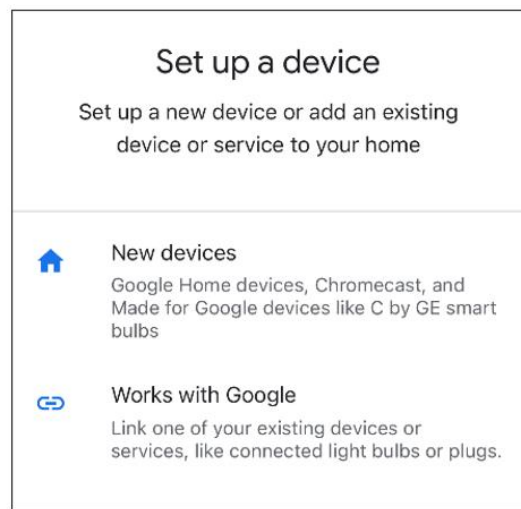 Set up a device
Set up a new device or add an existing
device or service to your home
New devices
Google Home devices, Chromecast, and
Made for Google devices like C by GE smart
bulbs
Works with Google
Link one of your existing devices or
services, like connected light bulbs or plugs.